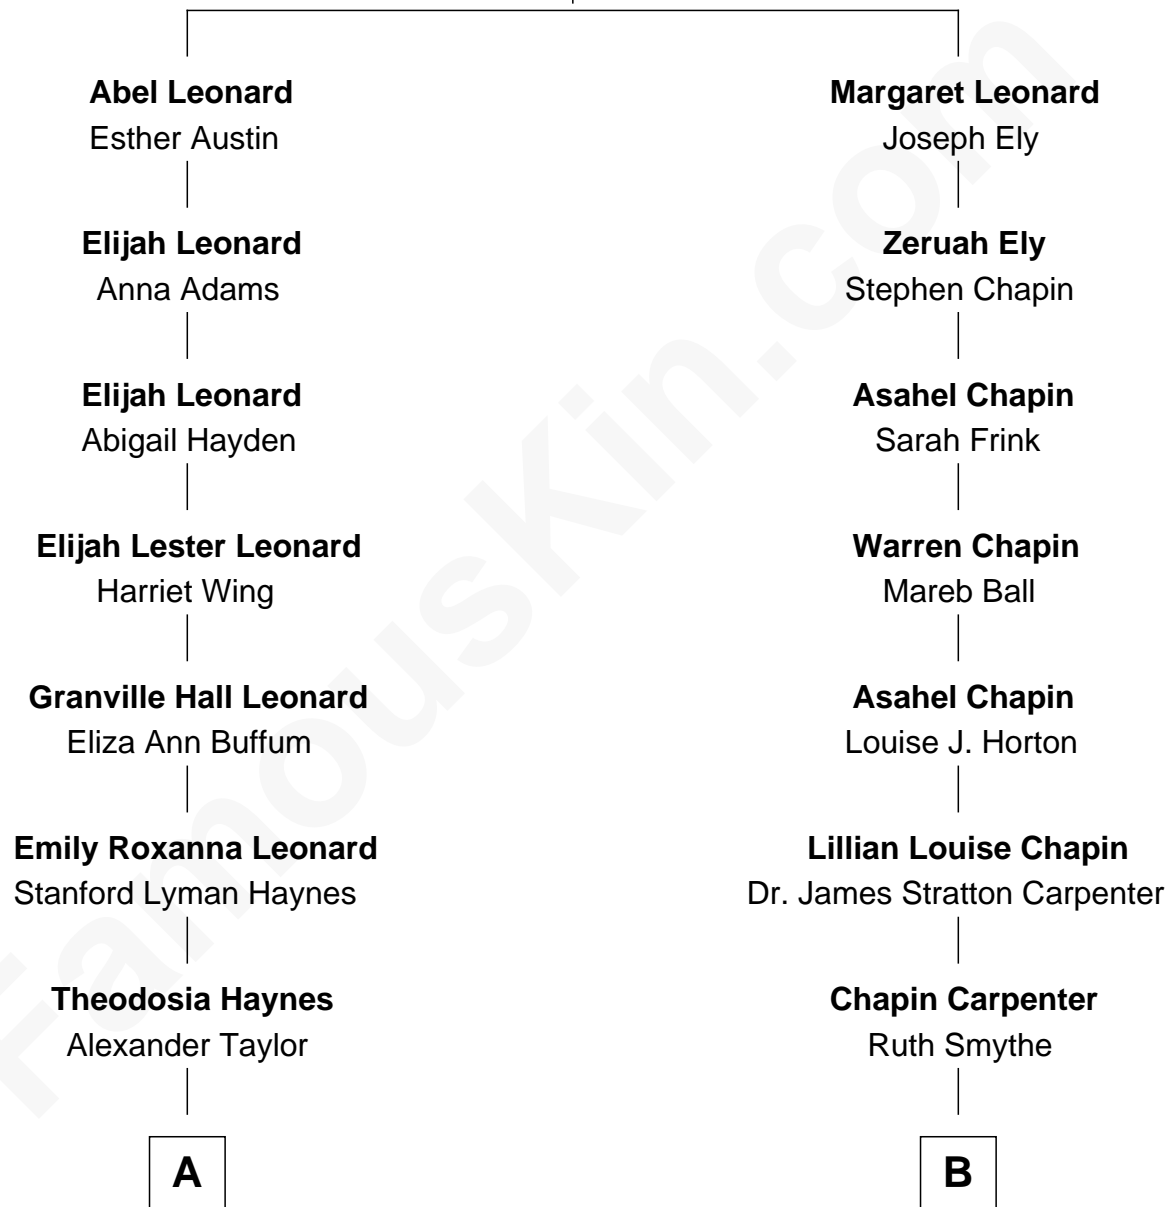 Abel Leonard
Esther Austin
Elijah Leonard
Anna Adams
Elijah Leonard
Abigail Hayden
Elijah Lester Leonard
Harriet Wing
Granville Hall Leonard
Eliza Ann Buffum
Emily Roxanna Leonard
Stanford Lyman Haynes
Theodosia Haynes
Alexander Taylor
A
Margaret Leonard
Joseph Ely
Zeruah Ely
Stephen Chapin
Asahel Chapin
Sarah Frink
Warren Chapin
Mareb Ball
Asahel Chapin
Louise J. Horton
Lillian Louise Chapin
Dr. James Stratton Carpenter
Chapin Carpenter
Ruth Smythe
B
FamousKin.com